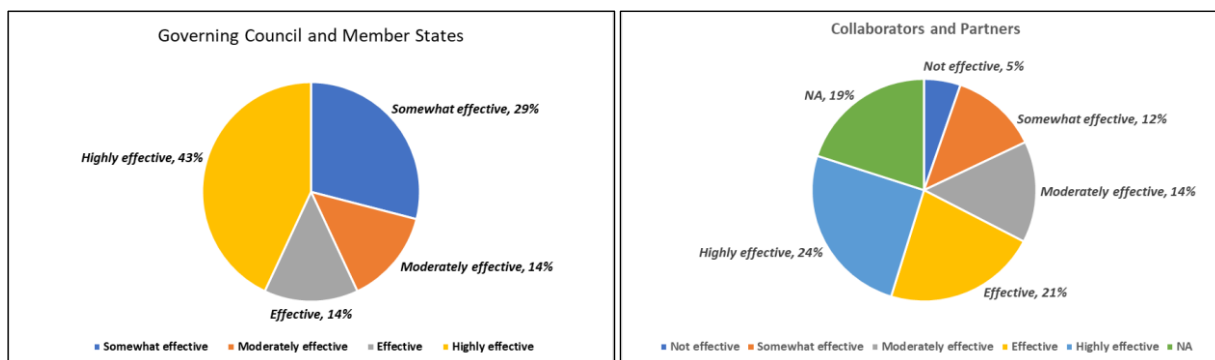 Governing Council and Member States
Somewhat effective, 29%
Highly effective, 43%
Moderately effective, 14%
Effective, 14%
Somewhat effective Moderately effective Effective Highly effective
Collaborators and Partners
Not effective, 5%
NA, 19%
Somewhat effective, 12%
Moderately effective, 14%
Highly effective, 24%
Effective, 21%
Not effective Somewhat effective Moderately effective Effective Highly effective NA